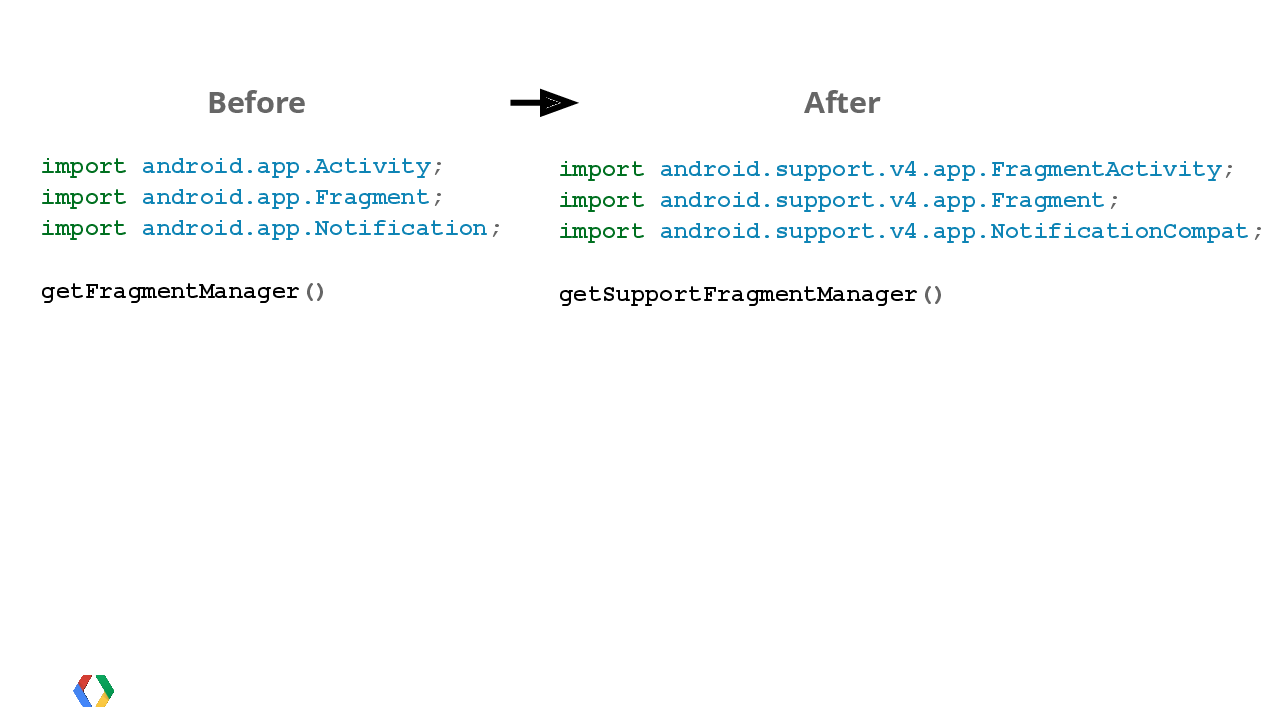 Before
import android.app.Activity;
import android.app.Fragment;
import android.app.Notification;
getFragmentManager()
After
import android.support.v4.app.FragmentActivity;
import android.support.v4.app.Fragment;
import android.support.v4.app.NotificationCompat;
getSupportFragmentManager()